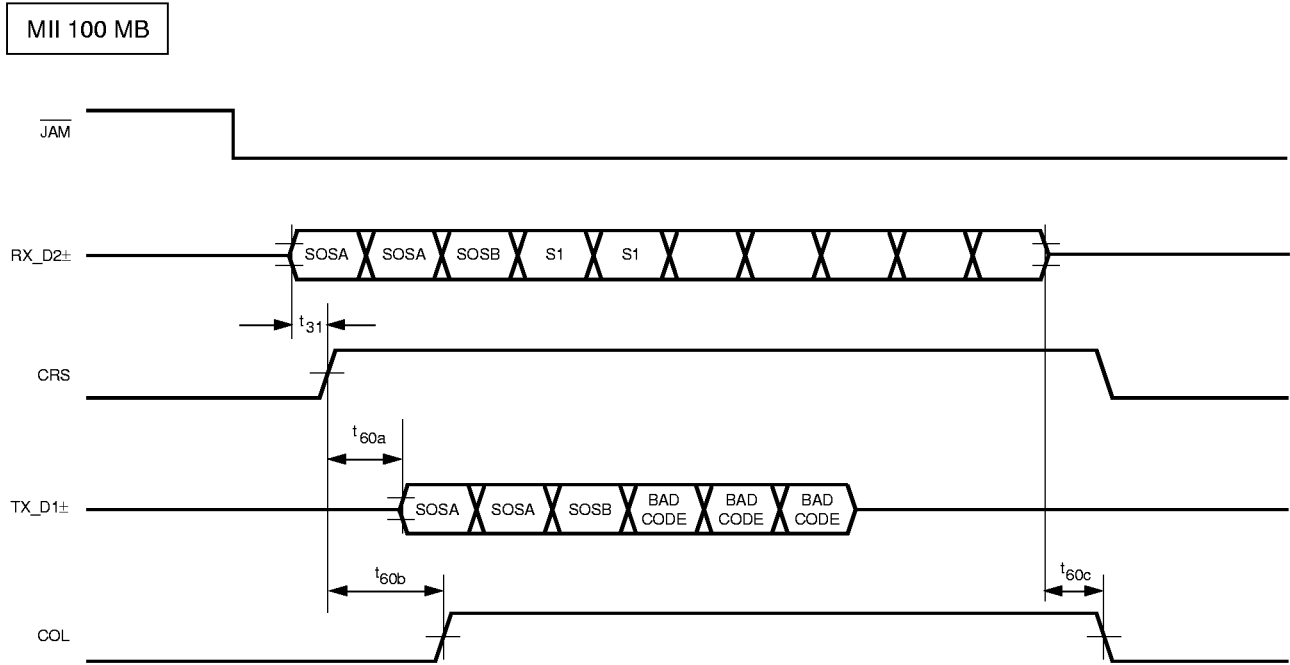 MII 100 MB
JAM
RX_D2±
SOSA SOSA SOSB S1 S1
t31
CRS
t60a
TX_D1±
SOSA SOSA SOSB BAD CODE BAD CODE BAD CODE
t60b
t60c
COL